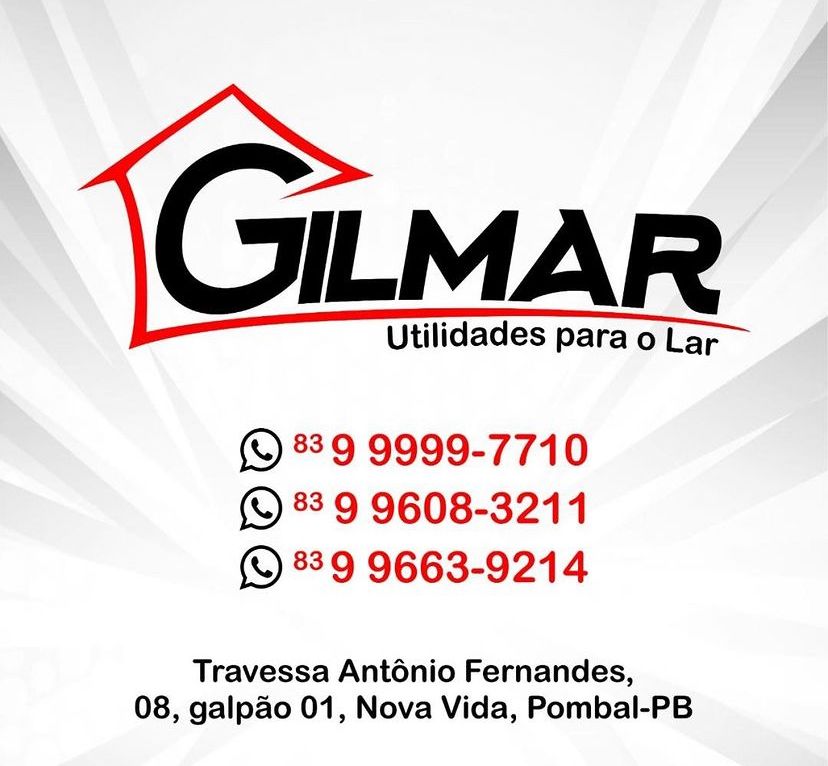 GILMAR
Utilidades para o Lar
83 9 9999-7710
83 9 9608-3211
83 9 9663-9214
Travessa Antônio Fernandes,
08, galpão 01, Nova Vida, Pombal-PB